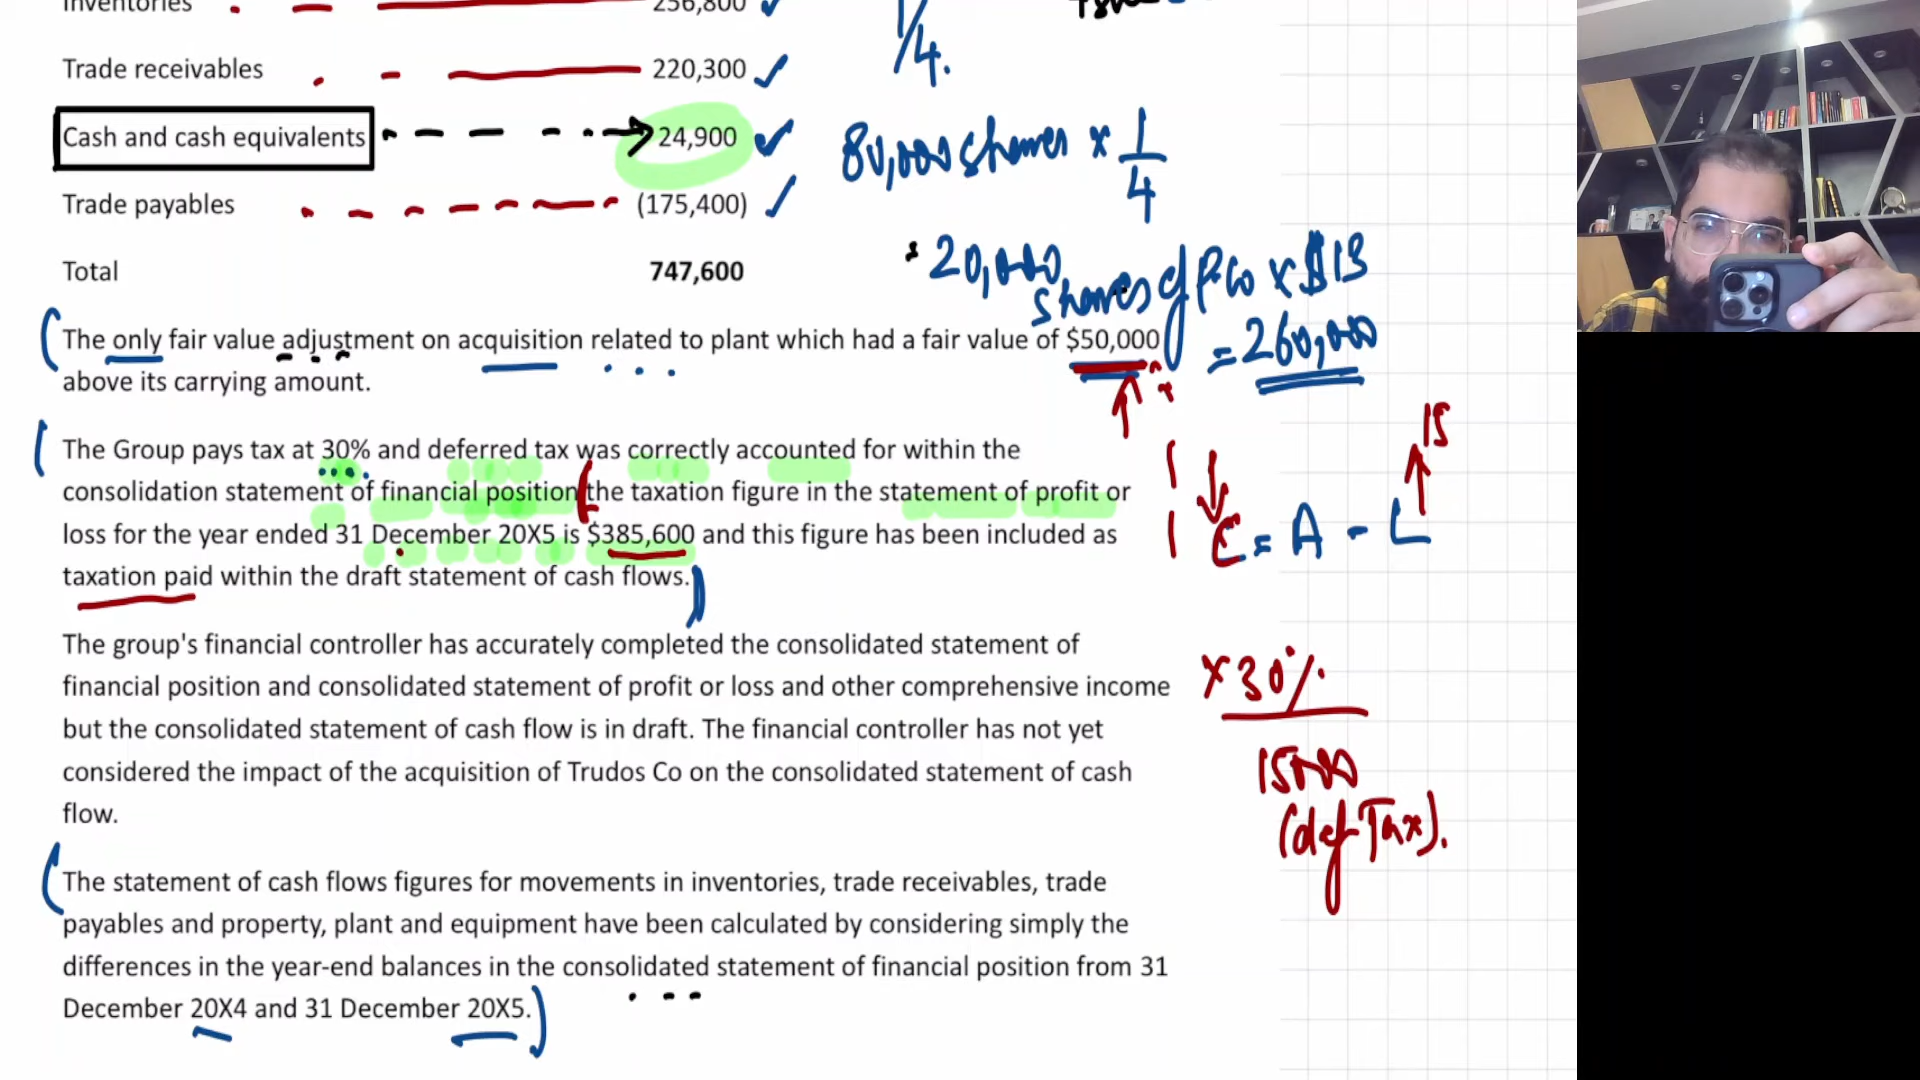 Inventories 256,800
1/4.
Trade receivables 220,300
Cash and cash equivalents 24,900
80,000 shares × 1/4
Trade payables (175,400)
20,000 shares of P Co × $13
= 260,000
Total 747,600
The only fair value adjustment on acquisition related to plant which had a fair value of $50,000
above its carrying amount.
15
The Group pays tax at 30% and deferred tax was correctly accounted for within the
consolidation statement of financial position the taxation figure in the statement of profit or
loss for the year ended 31 December 20X5 is $385,600 and this figure has been included as
E = A - L
taxation paid within the draft statement of cash flows.
The group's financial controller has accurately completed the consolidated statement of
financial position and consolidated statement of profit or loss and other comprehensive income
×30%
but the consolidated statement of cash flow is in draft. The financial controller has not yet
considered the impact of the acquisition of Trudos Co on the consolidated statement of cash
15000
flow.
(def Tax).
The statement of cash flows figures for movements in inventories, trade receivables, trade
payables and property, plant and equipment have been calculated by considering simply the
differences in the year-end balances in the consolidated statement of financial position from 31
December 20X4 and 31 December 20X5.